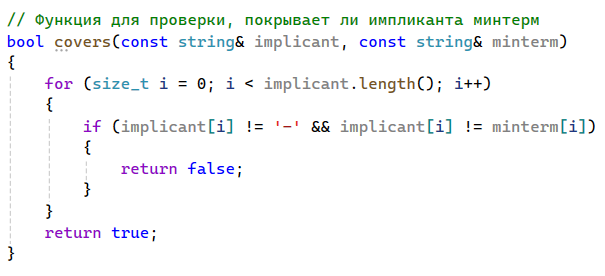 // Функция для проверки, покрывает ли импликанта минтерм
bool covers(const string& implicant, const string& minterm)
{
    for (size_t i = 0; i < implicant.length(); i++)
    {
        if (implicant[i] != '-' && implicant[i] != minterm[i])
        {
            return false;
        }
    }
    return true;
}